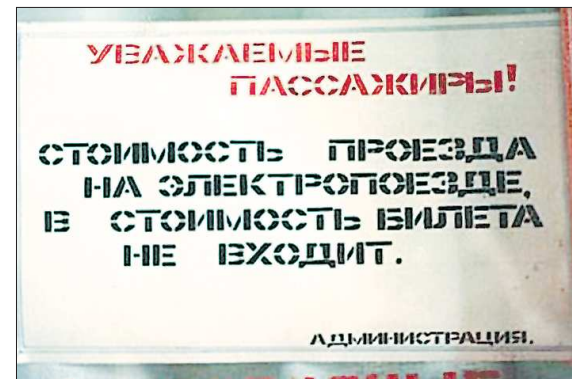 УВАЖАЕМЫЕ
ПАССАЖИРЫ!
СТОИМОСТЬ ПРОЕЗДА
НА ЭЛЕКТРОПОЕЗДЕ,
В СТОИМОСТЬ БИЛЕТА
НЕ ВХОДИТ.
АДМИНИСТРАЦИЯ.